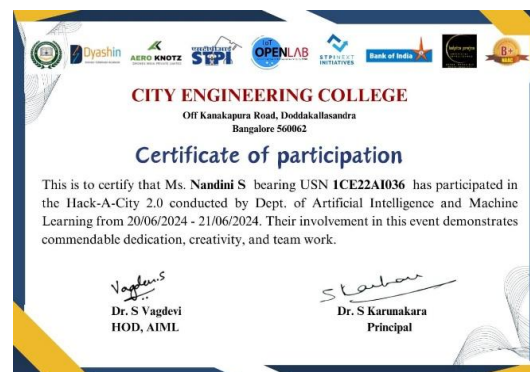 Dyashin
AERO KNOTZ
STPI
IoT
OPENLAB
STPINEXT
INITIATIVES
Bank of India
B+
NAAC
CITY ENGINEERING COLLEGE
Off Kanakapura Road, Doddakallasandra
Bangalore 560062
Certificate of participation
This is to certify that Ms. Nandini S bearing USN 1CE22AI036 has participated in
the Hack-A-City 2.0 conducted by Dept. of Artificial Intelligence and Machine
Learning from 20/06/2024 - 21/06/2024. Their involvement in this event demonstrates
commendable dedication, creativity, and team work.
Vagdevi.S
Dr. S Vagdevi
HOD, AIML
Dr. S Karunakara
Principal